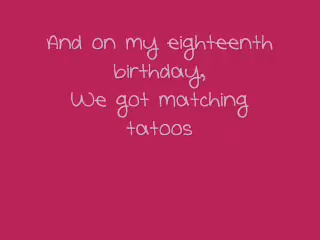 And on my eighteenth
birthday,
We got matching
tatoos